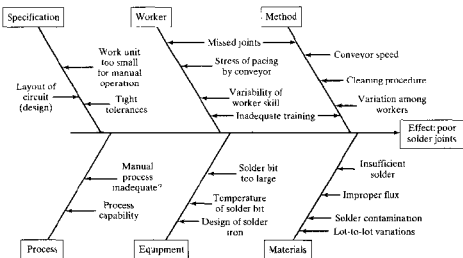 Specification
Worker
Method
Work unit
too small
for manual
operation
Layout of
circuit
(design)
Tight
tolerances
Missed joints
Stress of pacing
by conveyor
Variability of
worker skill
Inadequate training
Conveyor speed
Cleaning procedure
Variation among
workers
Effect: poor
solder joints
Manual
process
inadequate?
Process
capability
Solder bit
too large
Temperature
of solder bit
Design of solder
iron
Insufficient
solder
Improper flux
Solder contamination
Lot-to-lot variations
Process
Equipment
Materials